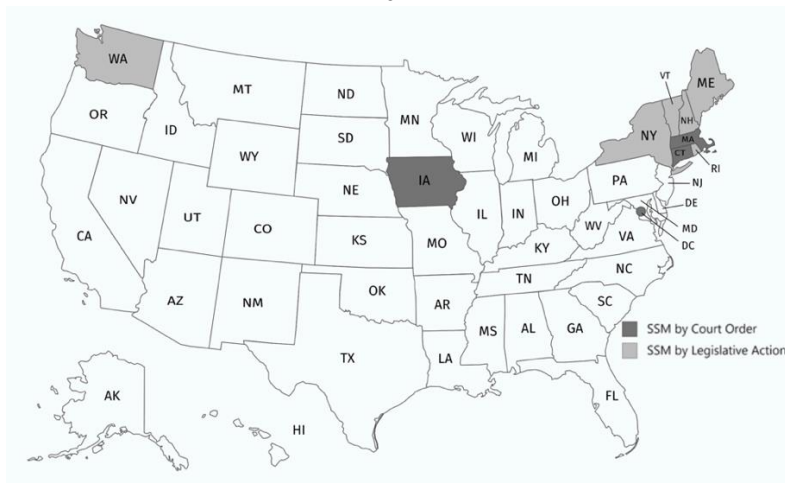 WA
MT
ND
MN
VT
ME
OR
ID
SD
WI
NY
NH
MA
CT
RI
WY
MI
IA
NE
PA
NJ
NV
UT
IL
IN
OH
DE
CA
CO
WV
MD
KS
MO
KY
VA
DC
TN
NC
AZ
NM
OK
AR
SC
MS
AL
GA
SSM by Court Order
SSM by Legislative Action
TX
LA
AK
FL
HI